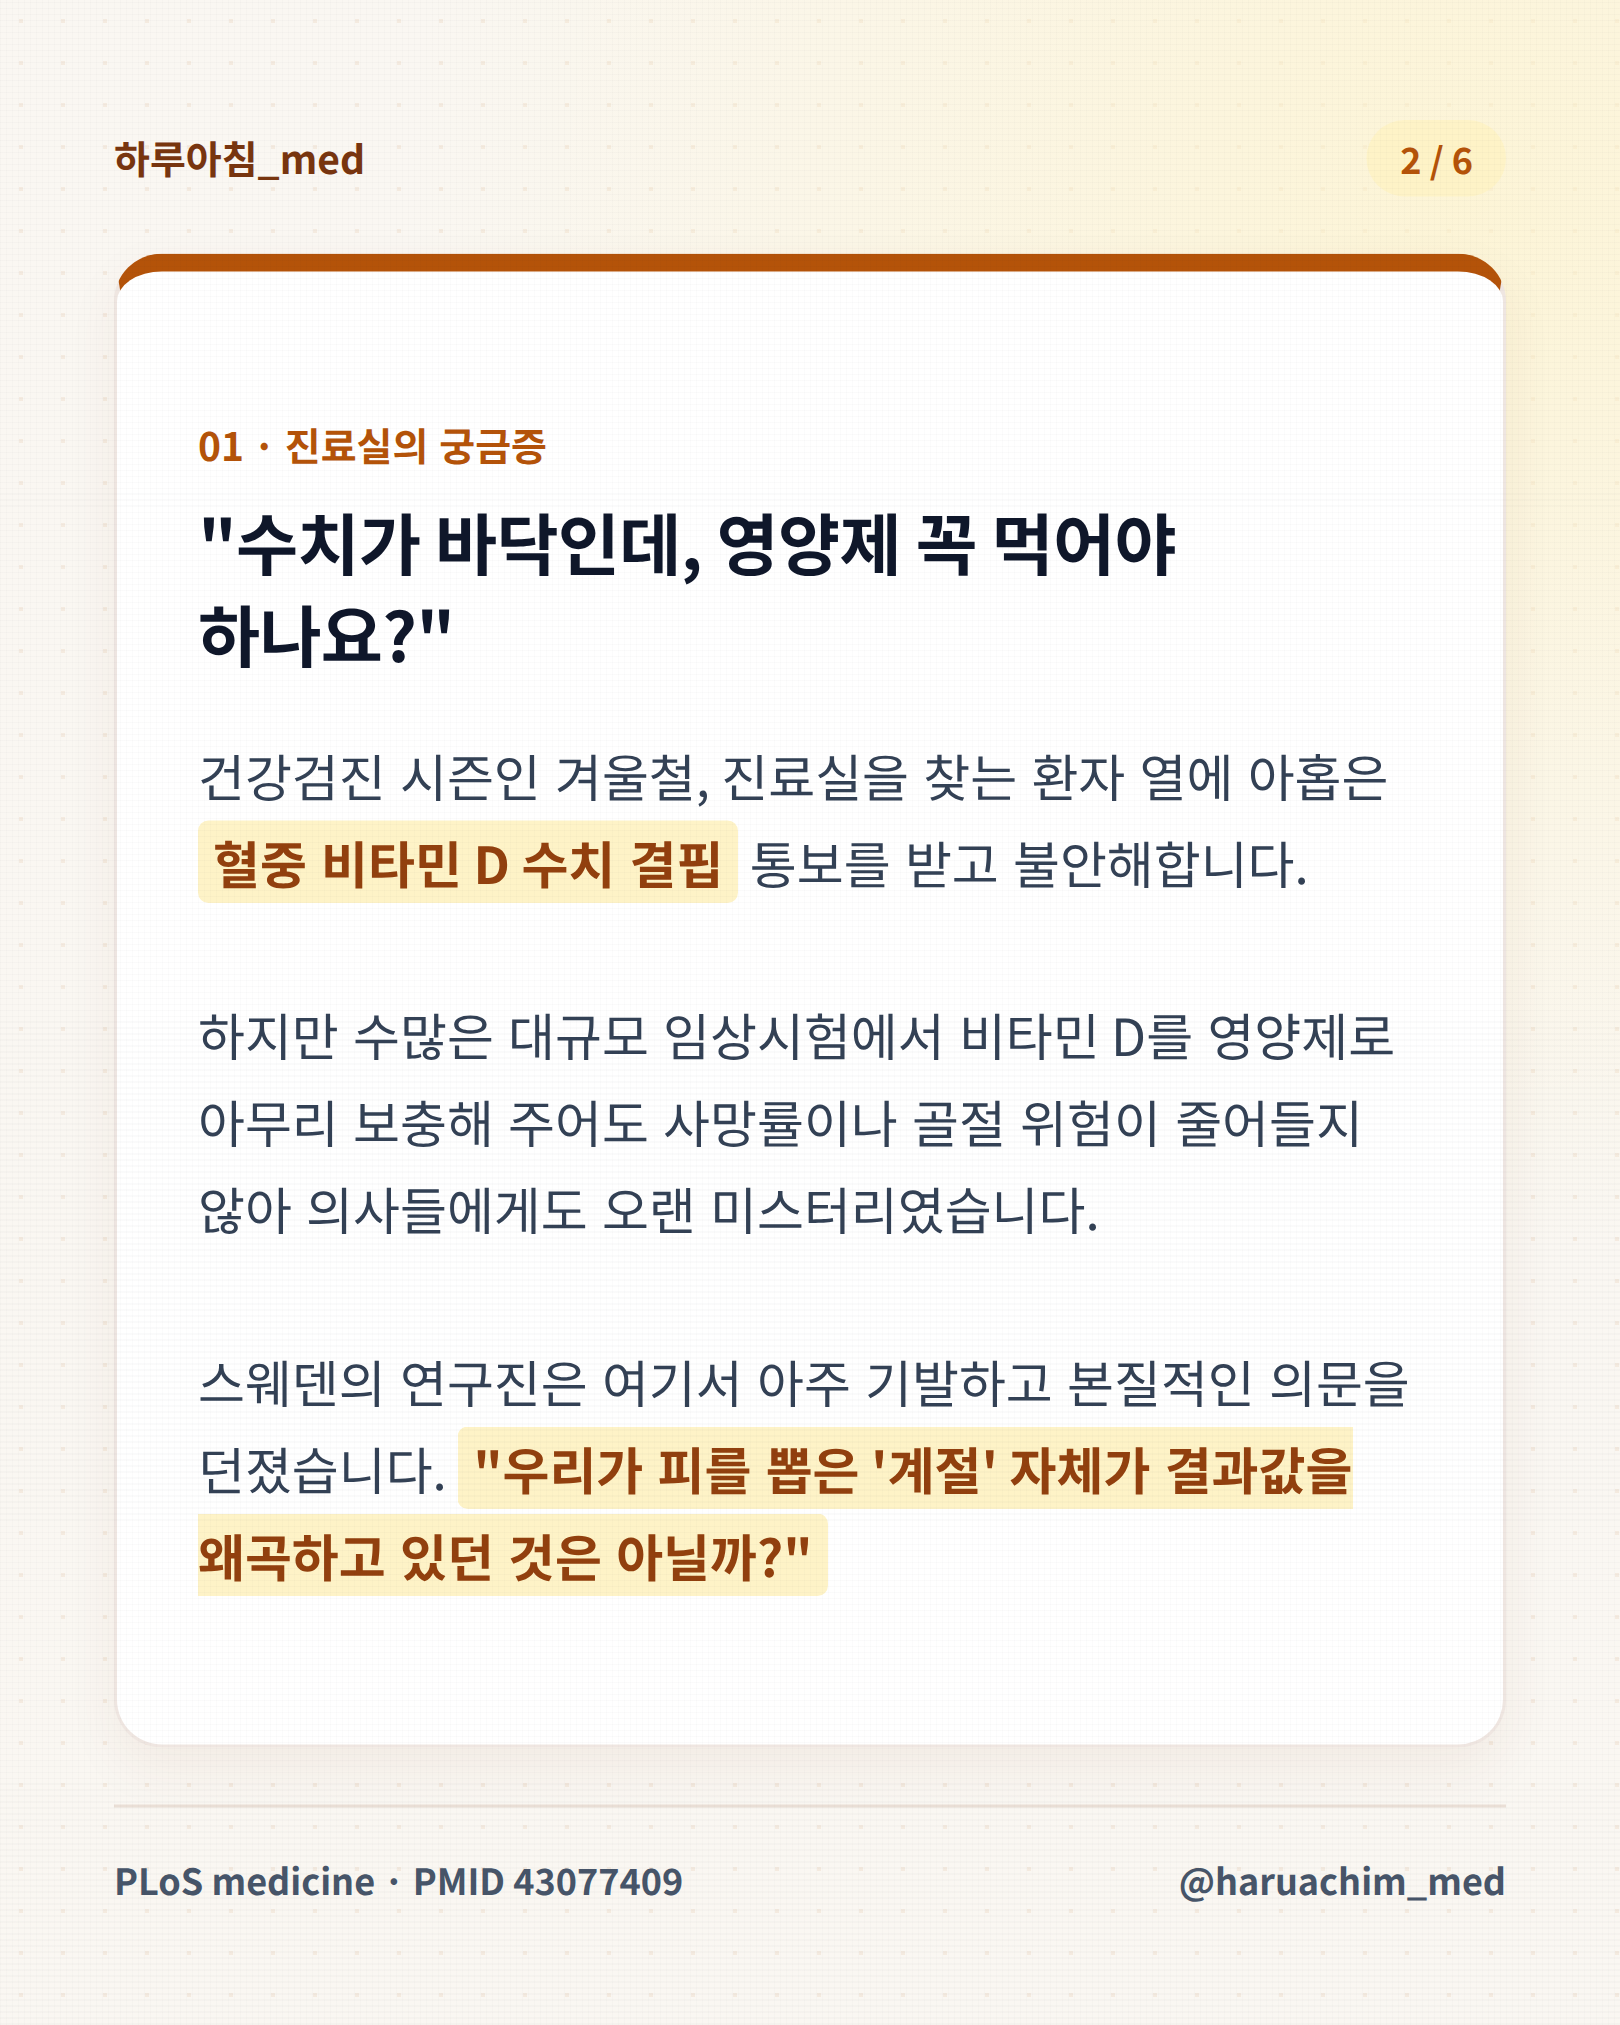 하루아침_med
2 / 6
01 · 진료실의 궁금증
"수치가 바닥인데, 영양제 꼭 먹어야
하나요?"
건강검진 시즌인 겨울철, 진료실을 찾는 환자 열에 아홉은
혈중 비타민 D 수치 결핍 통보를 받고 불안해합니다.
하지만 수많은 대규모 임상시험에서 비타민 D를 영양제로
아무리 보충해 주어도 사망률이나 골절 위험이 줄어들지
않아 의사들에게도 오랜 미스터리였습니다.
스웨덴의 연구진은 여기서 아주 기발하고 본질적인 의문을
던졌습니다. "우리가 피를 뽑은 '계절' 자체가 결과값을
왜곡하고 있던 것은 아닐까?"
PLoS medicine · PMID 43077409
@haruachim_med